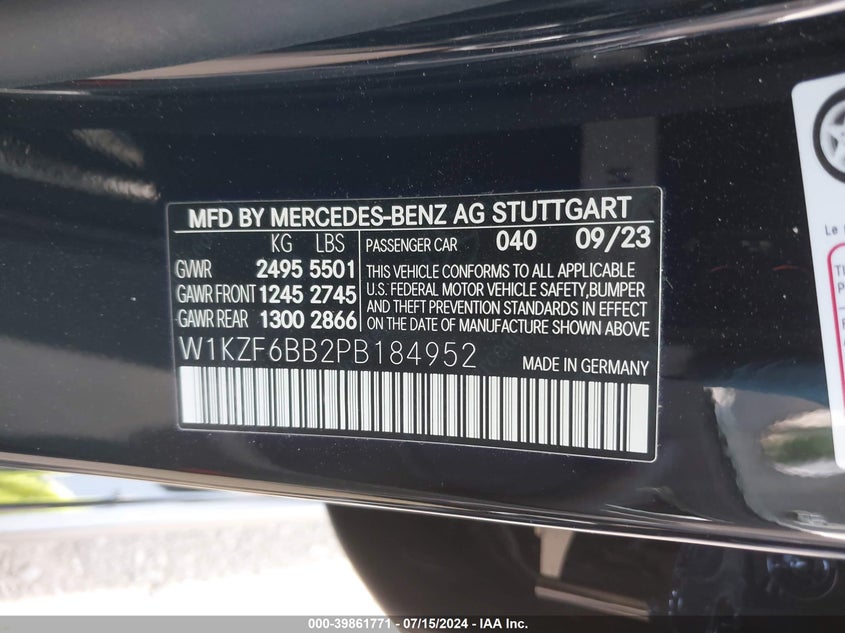 MFD BY MERCEDES-BENZ AG STUTTGART
KG LBS
GVWR 2495 5501
GAWR FRONT 1245 2745
GAWR REAR 1300 2866
PASSENGER CAR 040 09/23
THIS VEHICLE CONFORMS TO ALL APPLICABLE
U.S. FEDERAL MOTOR VEHICLE SAFETY,BUMPER
AND THEFT PREVENTION STANDARDS IN EFFECT
ON THE DATE OF MANUFACTURE SHOWN ABOVE
W1KZF6BB2PB184952
MADE IN GERMANY
Le
000-39861771 - 07/15/2024 - IAA Inc.